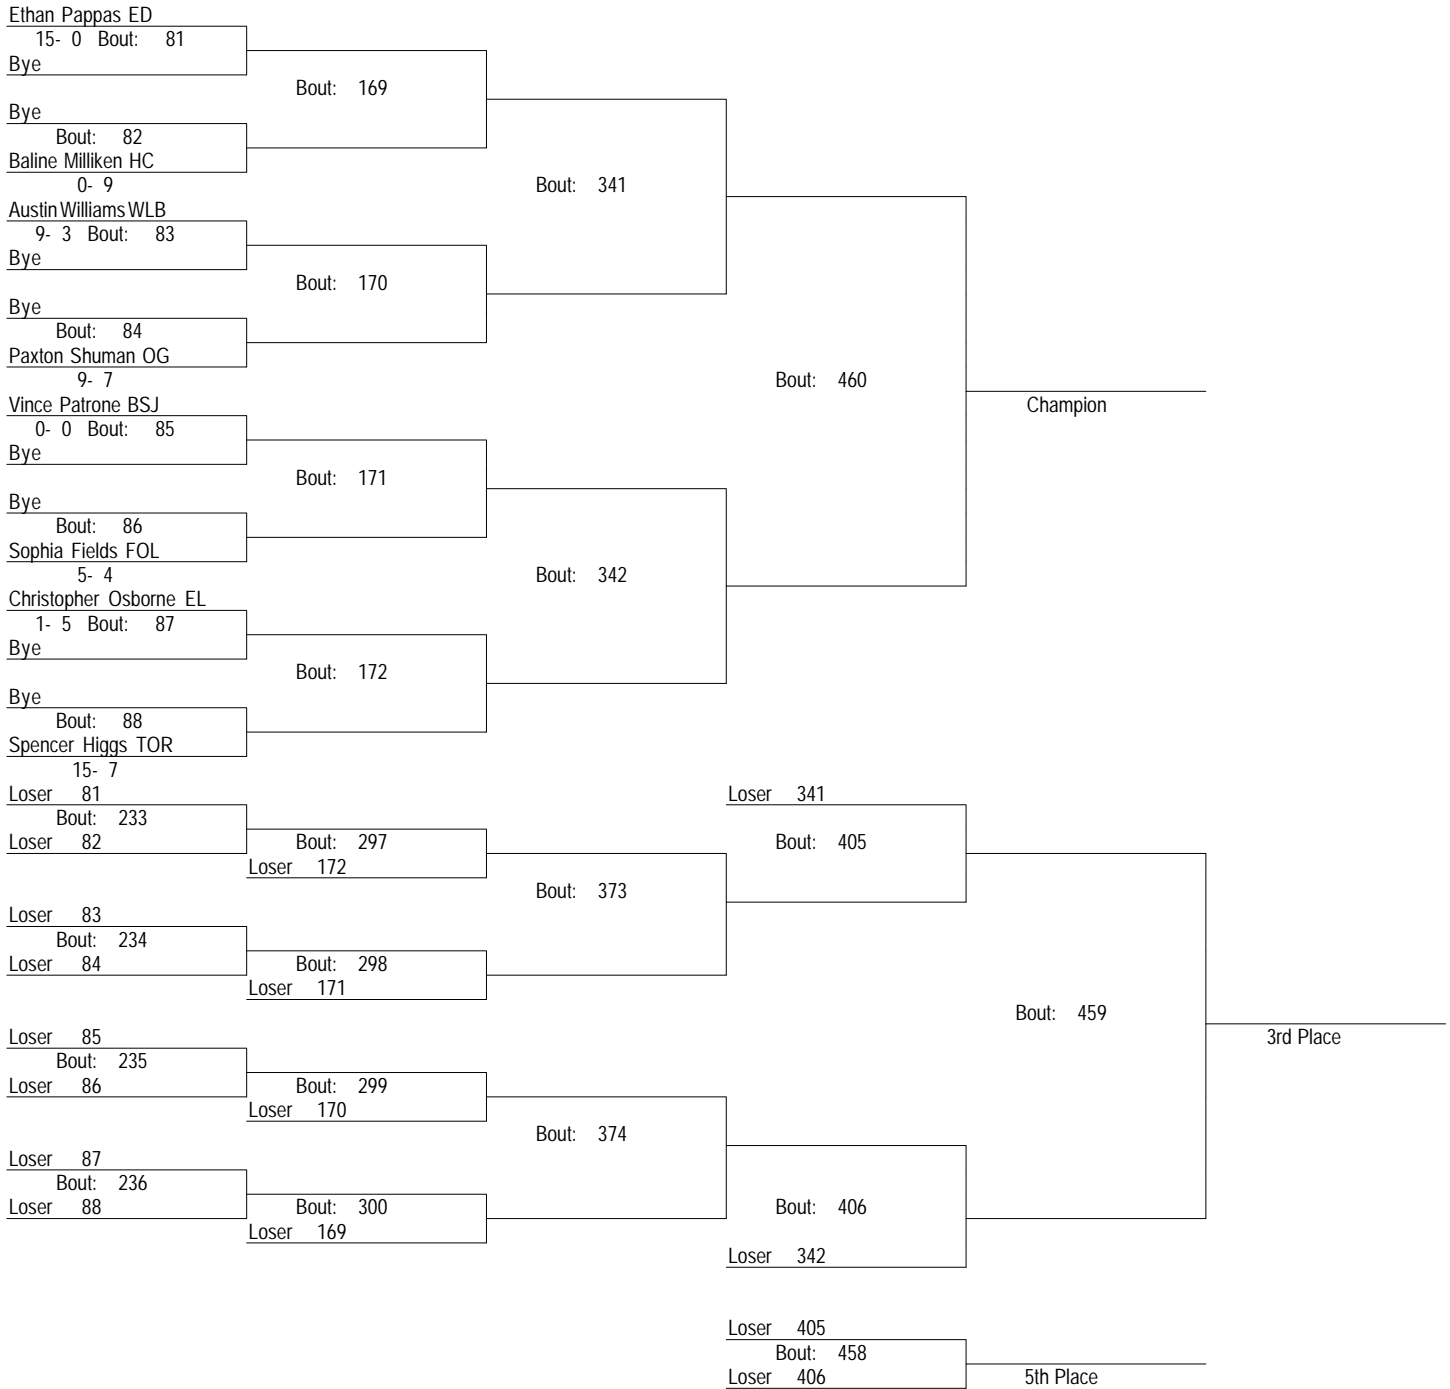 Ethan Pappas ED
15- 0 Bout: 81
Bye
Bout: 169
Bye
Bout: 82
Baline Milliken HC
0- 9
Bout: 341
Austin Williams WLB
9- 3 Bout: 83
Bye
Bout: 170
Bye
Bout: 84
Paxton Shuman OG
9- 7
Bout: 460
Vince Patrone BSJ
Champion
0- 0 Bout: 85
Bye
Bout: 171
Bye
Bout: 86
Sophia Fields FOL
5- 4
Bout: 342
Christopher Osborne EL
1- 5 Bout: 87
Bye
Bout: 172
Bye
Bout: 88
Spencer Higgs TOR
15- 7
Loser 81
Loser 341
Bout: 233
Loser 82
Bout: 297
Bout: 405
Loser 172
Bout: 373
Loser 83
Bout: 234
Loser 84
Bout: 298
Loser 171
Bout: 459
Loser 85
3rd Place
Bout: 235
Loser 86
Bout: 299
Loser 170
Bout: 374
Loser 87
Bout: 236
Loser 88
Bout: 300
Bout: 406
Loser 169
Loser 342
Loser 405
Bout: 458
Loser 406
5th Place